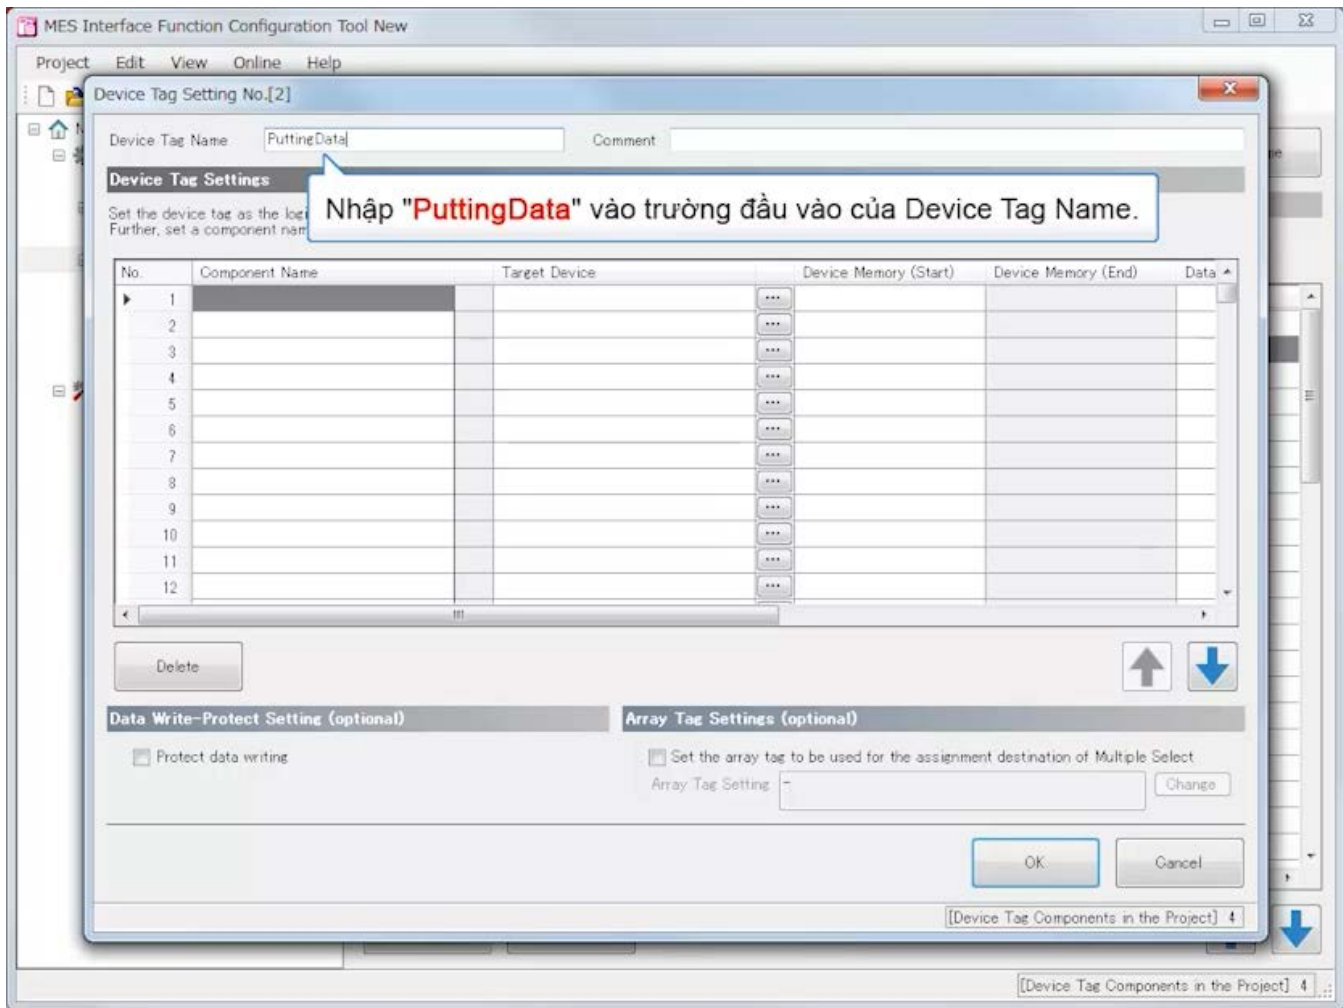 MES Interface Function Configuration Tool New
Project Edit View Online Help
Device Tag Setting No.[2]
Device Tag Name PuttingData Comment
Device Tag Settings
Set the device tag as the
Further, set a component
Nhập "PuttingData" vào trường đầu vào của Device Tag Name.
No. Component Name Target Device Device Memory (Start) Device Memory (End) Data
1 ...
2 ...
3 ...
4 ...
5 ...
6 ...
7 ...
8 ...
9 ...
10 ...
11 ...
12 ...
Delete
Data Write-Protect Setting (optional) Array Tag Settings (optional)
Protect data writing Set the array tag to be used for the assignment destination of Multiple Select
Array Tag Setting - Change
OK Cancel
[Device Tag Components in the Project] 4
[Device Tag Components in the Project] 4